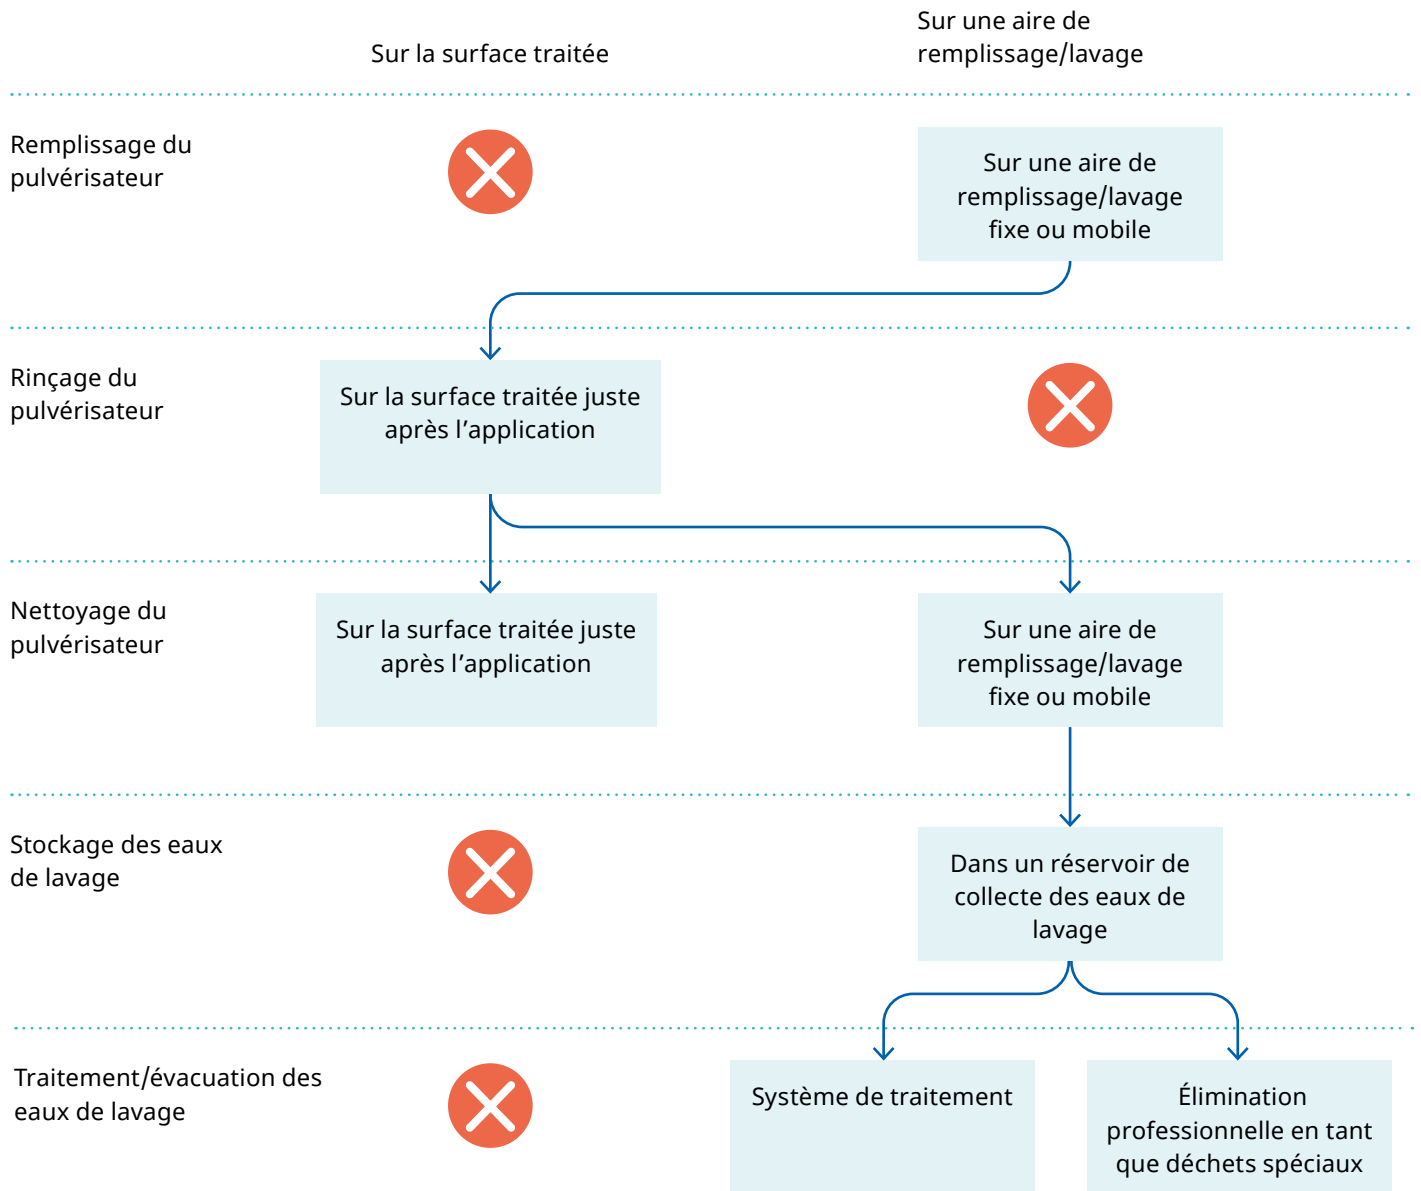 Sur la surface traitée
Sur une aire de
remplissage/lavage
Remplissage du
pulvérisateur
Sur une aire de
remplissage/lavage
fixe ou mobile
Rinçage du
pulvérisateur
Sur la surface traitée juste
après l’application
Nettoyage du
pulvérisateur
Sur la surface traitée juste
après l’application
Sur une aire de
remplissage/lavage
fixe ou mobile
Stockage des eaux
de lavage
Dans un réservoir de
collecte des eaux de
lavage
Traitement/évacuation des
eaux de lavage
Système de traitement
Élimination
professionnelle en tant
que déchets spéciaux